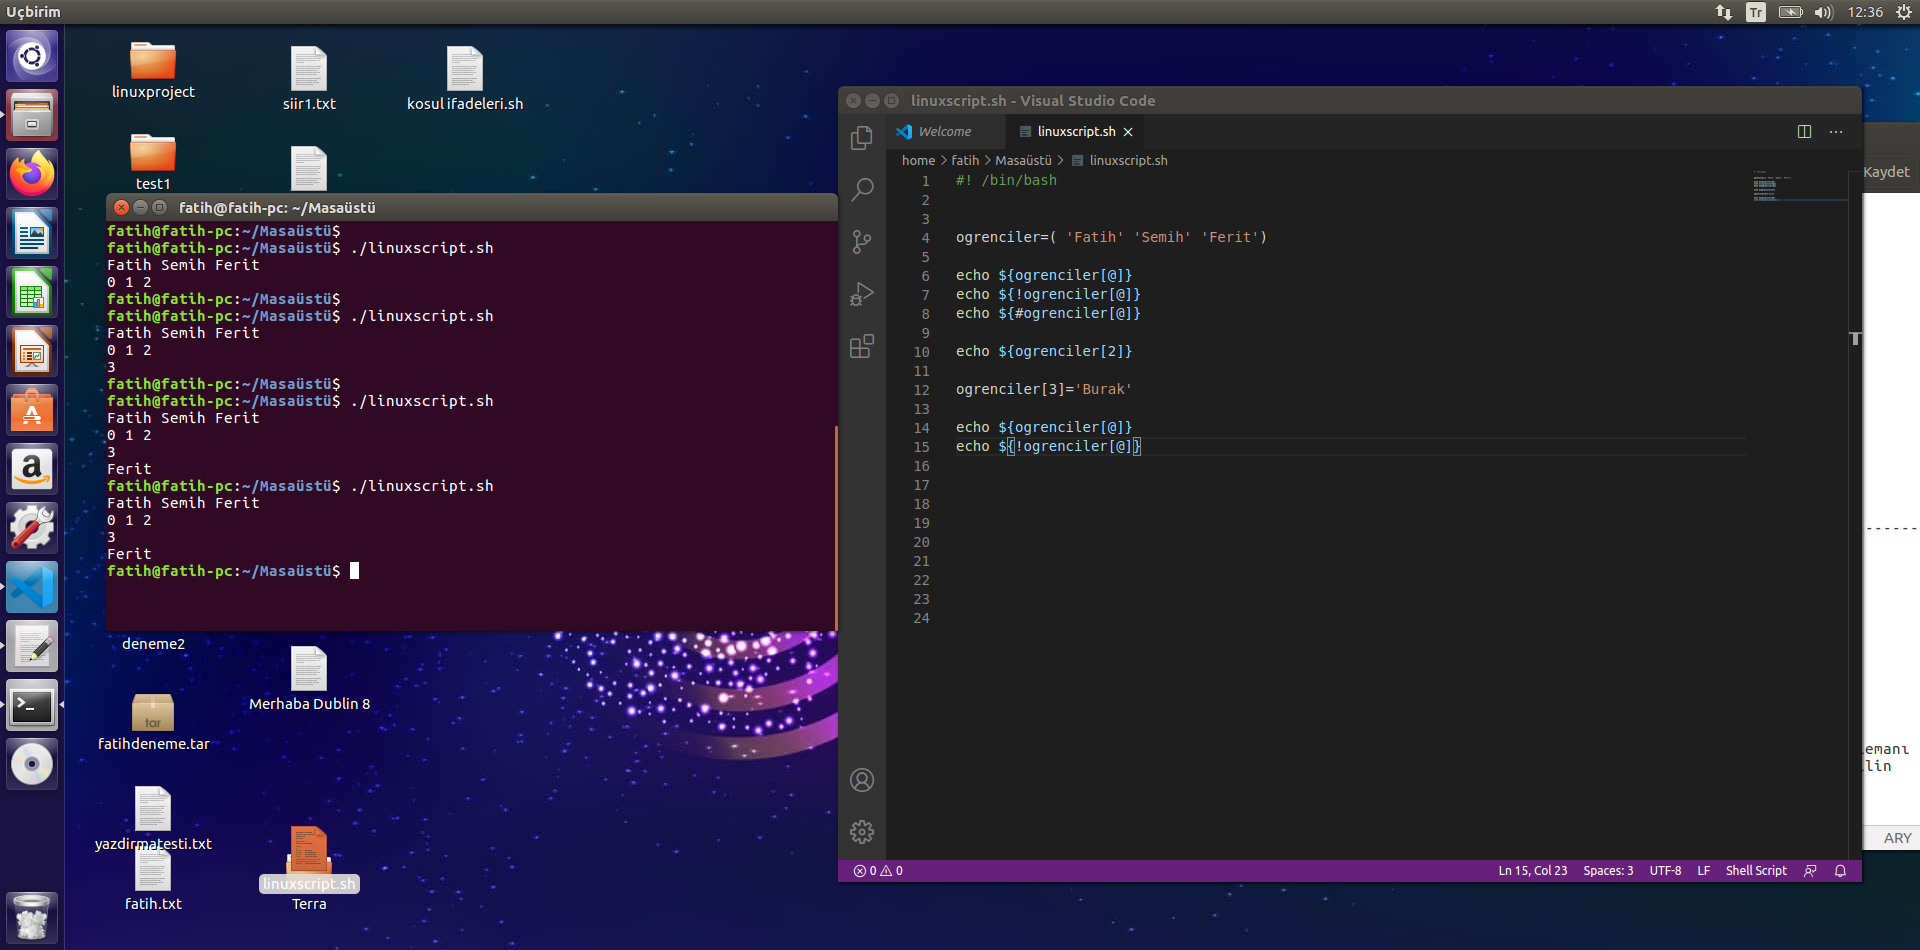 Uçbirim
Tr
12:36
linuxproject
siir1.txt
kosul ifadeleri.sh
test1
fatih@fatih-pc: ~/Masaüstü
fatih@fatih-pc:~/Masaüstü$
fatih@fatih-pc:~/Masaüstü$ ./linuxscript.sh
Fatih Semih Ferit
0 1 2
fatih@fatih-pc:~/Masaüstü$
fatih@fatih-pc:~/Masaüstü$ ./linuxscript.sh
Fatih Semih Ferit
0 1 2
3
fatih@fatih-pc:~/Masaüstü$
fatih@fatih-pc:~/Masaüstü$ ./linuxscript.sh
Fatih Semih Ferit
0 1 2
3
Ferit
fatih@fatih-pc:~/Masaüstü$ ./linuxscript.sh
Fatih Semih Ferit
0 1 2
3
Ferit
fatih@fatih-pc:~/Masaüstü$
deneme2
Merhaba Dublin 8
tar
fatihdeneme.tar
yazdirmatesti.txt
linuxscript.sh
fatih.txt
Terra
linuxscript.sh - Visual Studio Code
Welcome
linuxscript.sh
home > fatih > Masaüstü > linuxscript.sh
1 #! /bin/bash
2
3
4 ogrenciler=( 'Fatih' 'Semih' 'Ferit')
5
6 echo ${ogrenciler[@]}
7 echo ${!ogrenciler[@]}
8 echo ${#ogrenciler[@]}
9
10 echo ${ogrenciler[2]}
11
12 ogrenciler[3]='Burak'
13
14 echo ${ogrenciler[@]}
15 echo ${!ogrenciler[@]}
16
17
18
19
20
21
22
23
24
0 0
Ln 15, Col 23 Spaces: 3 UTF-8 LF Shell Script
Kaydet
-------
emanı
lin
ARY